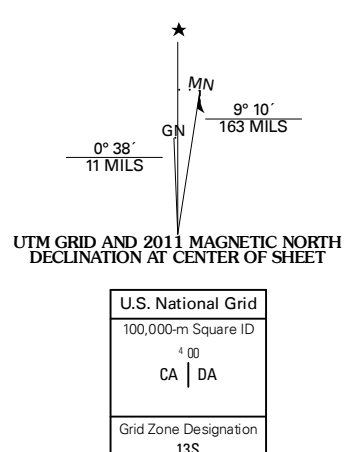 ★
MN
GN
9° 10´
163 MILS
0° 38´
11 MILS
UTM GRID AND 2011 MAGNETIC NORTH
DECLINATION AT CENTER OF SHEET
U.S. National Grid
100,000-m Square ID
4 00
CA | DA
Grid Zone Designation
13S